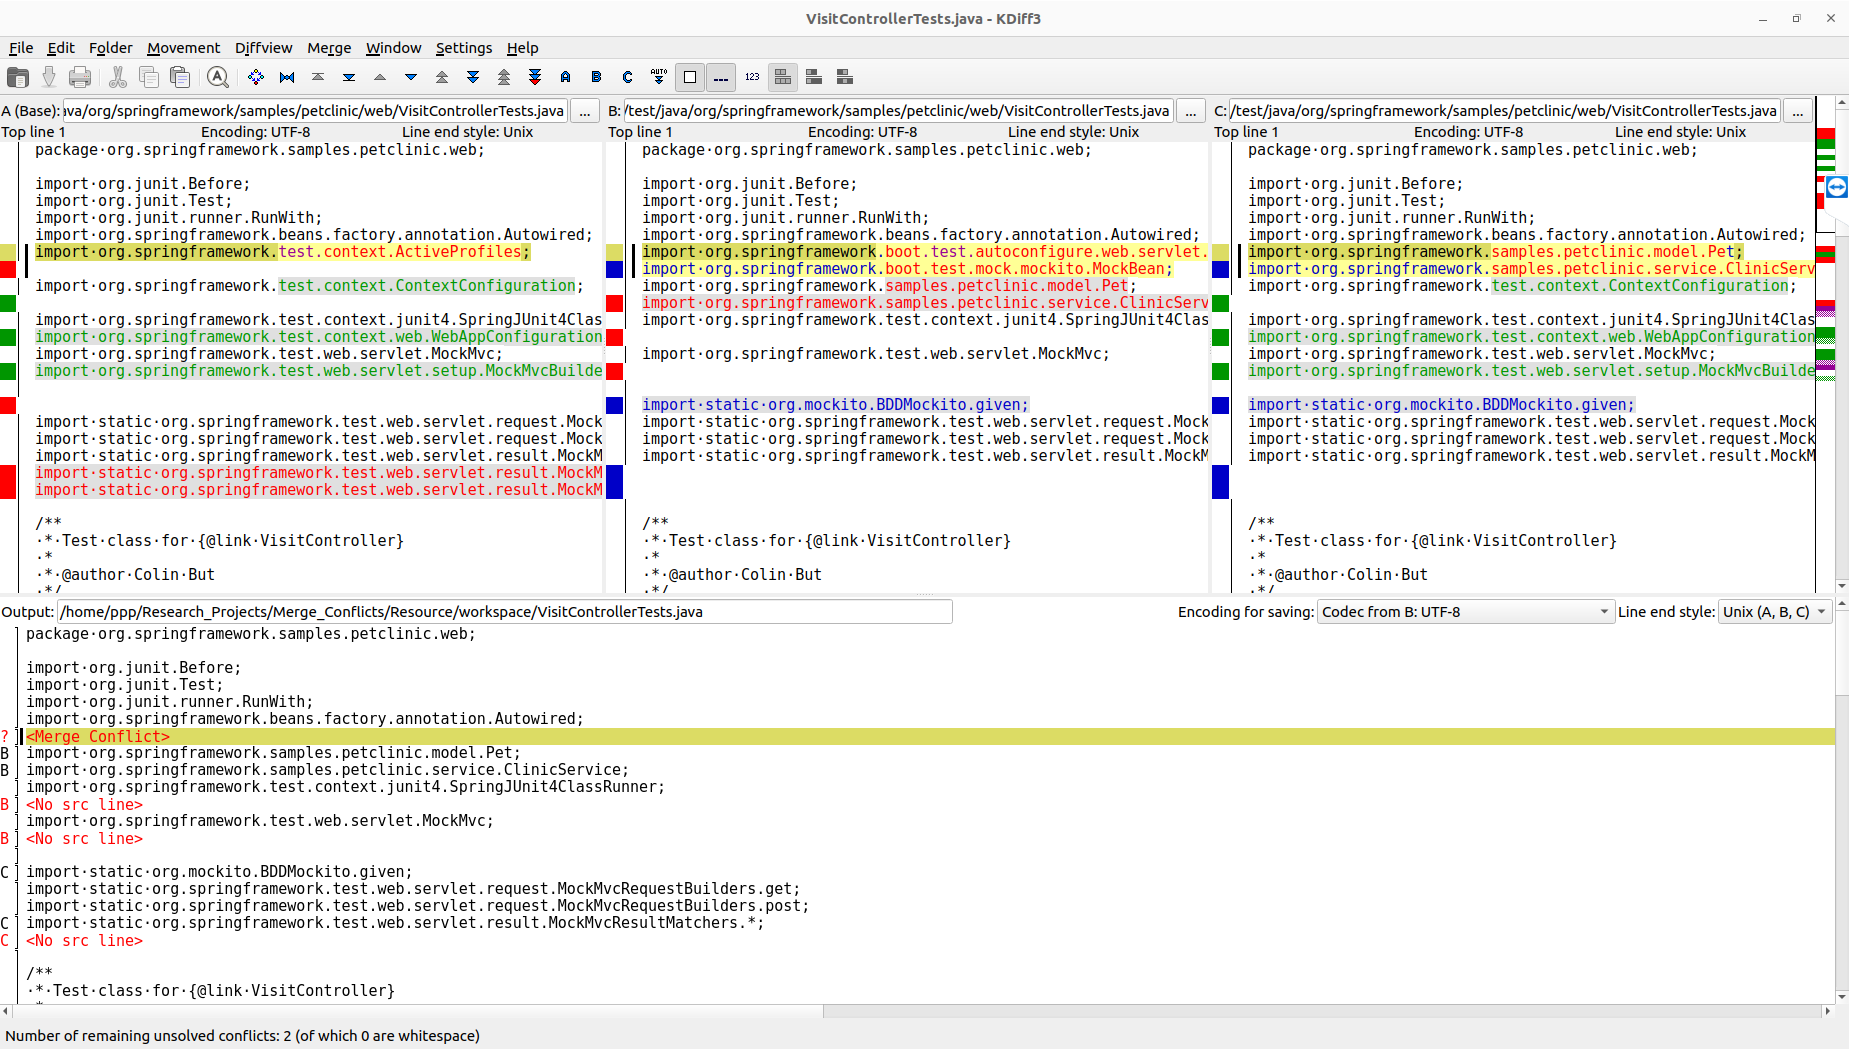 VisitControllerTests.java - KDiff3
File Edit Folder Movement Diffview Merge Window Settings Help
A B C AUTO 123
A (Base): ava/org/springframework/samples/petclinic/web/VisitControllerTests.java ...
Top line 1 Encoding: UTF-8 Line end style: Unix
package·org.springframework.samples.petclinic.web;
import·org.junit.Before;
import·org.junit.Test;
import·org.junit.runner.RunWith;
import·org.springframework.beans.factory.annotation.Autowired;
import·org.springframework.test.context.ActiveProfiles;
import·org.springframework.test.context.ContextConfiguration;
import·org.springframework.test.context.junit4.SpringJUnit4Clas
import·org.springframework.test.context.web.WebAppConfiguration
import·org.springframework.test.web.servlet.MockMvc;
import·org.springframework.test.web.servlet.setup.MockMvcBuilde
import·static·org.springframework.test.web.servlet.request.Mock
import·static·org.springframework.test.web.servlet.request.Mock
import·static·org.springframework.test.web.servlet.result.MockM
import·static·org.springframework.test.web.servlet.result.MockM
import·static·org.springframework.test.web.servlet.result.MockM
/**
·*·Test·class·for·{@link·VisitController}
·*
·*·@author·Colin·But
·*/
B: /test/java/org/springframework/samples/petclinic/web/VisitControllerTests.java ...
Top line 1 Encoding: UTF-8 Line end style: Unix
package·org.springframework.samples.petclinic.web;
import·org.junit.Before;
import·org.junit.Test;
import·org.junit.runner.RunWith;
import·org.springframework.beans.factory.annotation.Autowired;
import·org.springframework.boot.test.autoconfigure.web.servlet.
import·org.springframework.boot.test.mock.mockito.MockBean;
import·org.springframework.samples.petclinic.model.Pet;
import·org.springframework.samples.petclinic.service.ClinicServ
import·org.springframework.test.context.junit4.SpringJUnit4Clas
import·org.springframework.test.web.servlet.MockMvc;
import·static·org.mockito.BDDMockito.given;
import·static·org.springframework.test.web.servlet.request.Mock
import·static·org.springframework.test.web.servlet.request.Mock
import·static·org.springframework.test.web.servlet.result.MockM
/**
·*·Test·class·for·{@link·VisitController}
·*
·*·@author·Colin·But
·*/
C: /test/java/org/springframework/samples/petclinic/web/VisitControllerTests.java ...
Top line 1 Encoding: UTF-8 Line end style: Unix
package·org.springframework.samples.petclinic.web;
import·org.junit.Before;
import·org.junit.Test;
import·org.junit.runner.RunWith;
import·org.springframework.beans.factory.annotation.Autowired;
import·org.springframework.samples.petclinic.model.Pet;
import·org.springframework.samples.petclinic.service.ClinicServ
import·org.springframework.test.context.ContextConfiguration;
import·org.springframework.test.context.junit4.SpringJUnit4Clas
import·org.springframework.test.context.web.WebAppConfiguration
import·org.springframework.test.web.servlet.MockMvc;
import·org.springframework.test.web.servlet.setup.MockMvcBuilde
import·static·org.mockito.BDDMockito.given;
import·static·org.springframework.test.web.servlet.request.Mock
import·static·org.springframework.test.web.servlet.request.Mock
import·static·org.springframework.test.web.servlet.result.MockM
/**
·*·Test·class·for·{@link·VisitController}
·*
·*·@author·Colin·But
·*/
Output: /home/ppp/Research_Projects/Merge_Conflicts/Resource/workspace/VisitControllerTests.java Encoding for saving: Codec from B: UTF-8 Line end style: Unix (A, B, C)
package·org.springframework.samples.petclinic.web;
import·org.junit.Before;
import·org.junit.Test;
import·org.junit.runner.RunWith;
import·org.springframework.beans.factory.annotation.Autowired;
? <Merge Conflict>
B import·org.springframework.samples.petclinic.model.Pet;
B import·org.springframework.samples.petclinic.service.ClinicService;
import·org.springframework.test.context.junit4.SpringJUnit4ClassRunner;
B <No src line>
import·org.springframework.test.web.servlet.MockMvc;
B <No src line>
C import·static·org.mockito.BDDMockito.given;
import·static·org.springframework.test.web.servlet.request.MockMvcRequestBuilders.get;
import·static·org.springframework.test.web.servlet.request.MockMvcRequestBuilders.post;
C import·static·org.springframework.test.web.servlet.result.MockMvcResultMatchers.*;
C <No src line>
/**
·*·Test·class·for·{@link·VisitController}
·*
Number of remaining unsolved conflicts: 2 (of which 0 are whitespace)